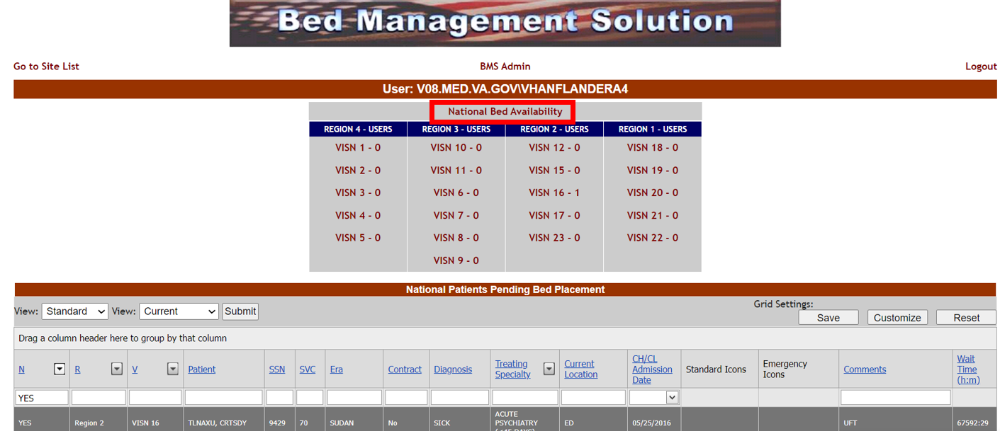 Bed Management Solution
Go to Site List BMS Admin Logout
User: V08.MED.VA.GOV\VHANFLANDERA4
National Bed Availability
REGION 4 - USERS REGION 3 - USERS REGION 2 - USERS REGION 1 - USERS
VISN 1 - 0 VISN 10 - 0 VISN 12 - 0 VISN 18 - 0
VISN 2 - 0 VISN 11 - 0 VISN 15 - 0 VISN 19 - 0
VISN 3 - 0 VISN 6 - 0 VISN 16 - 1 VISN 20 - 0
VISN 4 - 0 VISN 7 - 0 VISN 17 - 0 VISN 21 - 0
VISN 5 - 0 VISN 8 - 0 VISN 23 - 0 VISN 22 - 0
VISN 9 - 0
National Patients Pending Bed Placement
View: Standard View: Current Submit Grid Settings:
Save Customize Reset
Drag a column header here to group by that column
N R V Patient SSN SVC Era Contract Diagnosis Treating Specialty Current Location CH/CL Admission Date Standard Icons Emergency Icons Comments Wait Time (h:m)
YES
YES Region 2 VISN 16 TLNAXU, CRTSDY 9429 70 SUDAN No SICK ACUTE PSYCHIATRY (<45 DAYS) ED 05/25/2016 UFT 67592:29